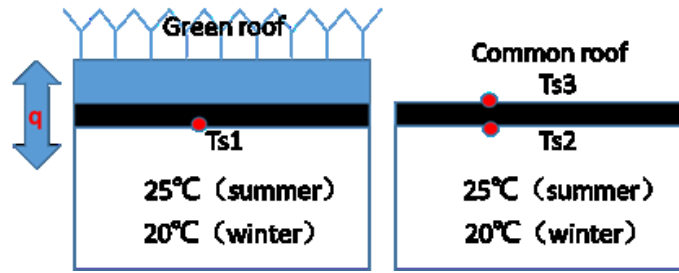 Green roof
q
Ts1
25℃（summer）
20℃（winter）
Common roof
Ts3
Ts2
25℃（summer）
20℃（winter）